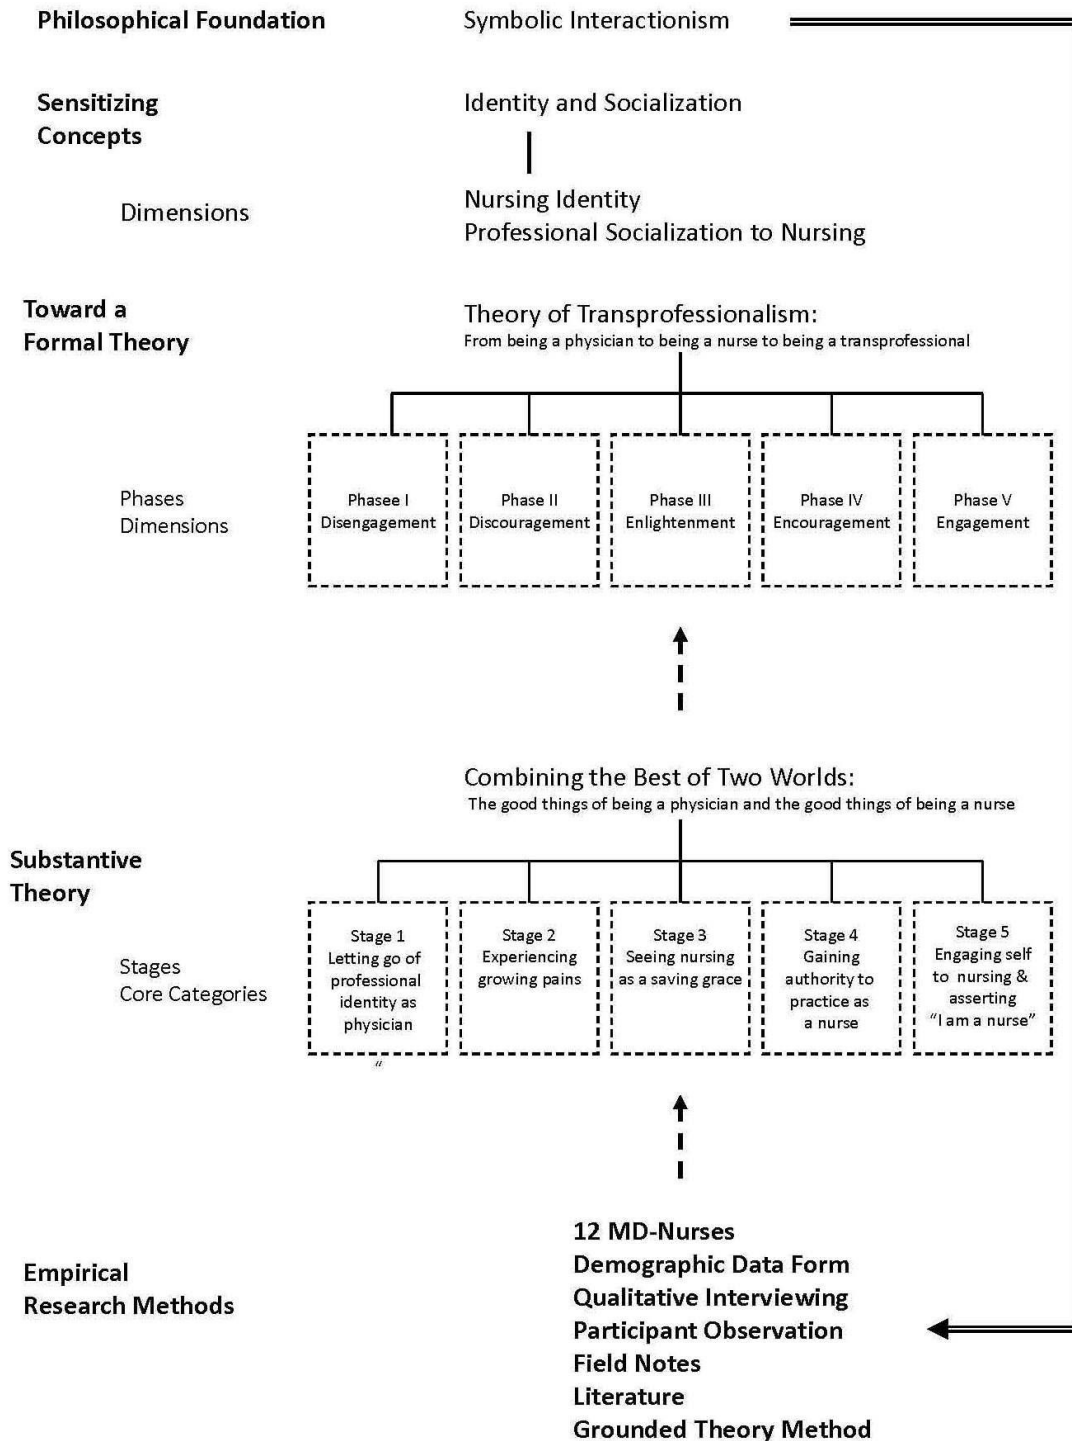 Philosophical Foundation
Symbolic Interactionism
Sensitizing
Concepts
Identity and Socialization
Dimensions
Nursing Identity
Professional Socialization to Nursing
Toward a
Formal Theory
Theory of Transprofessionalism:
From being a physician to being a nurse to being a transprofessional
Phases
Dimensions
Phasee I
Disengagement
Phase II
Discouragement
Phase III
Enlightenment
Phase IV
Encouragement
Phase V
Engagement
Combining the Best of Two Worlds:
The good things of being a physician and the good things of being a nurse
Substantive
Theory
Stages
Core Categories
Stage 1
Letting go of
professional
identity as
physician
“
Stage 2
Experiencing
growing pains
Stage 3
Seeing nursing
as a saving grace
Stage 4
Gaining
authority to
practice as
a nurse
Stage 5
Engaging self
to nursing &
asserting
“I am a nurse”
Empirical
Research Methods
12 MD-Nurses
Demographic Data Form
Qualitative Interviewing
Participant Observation
Field Notes
Literature
Grounded Theory Method